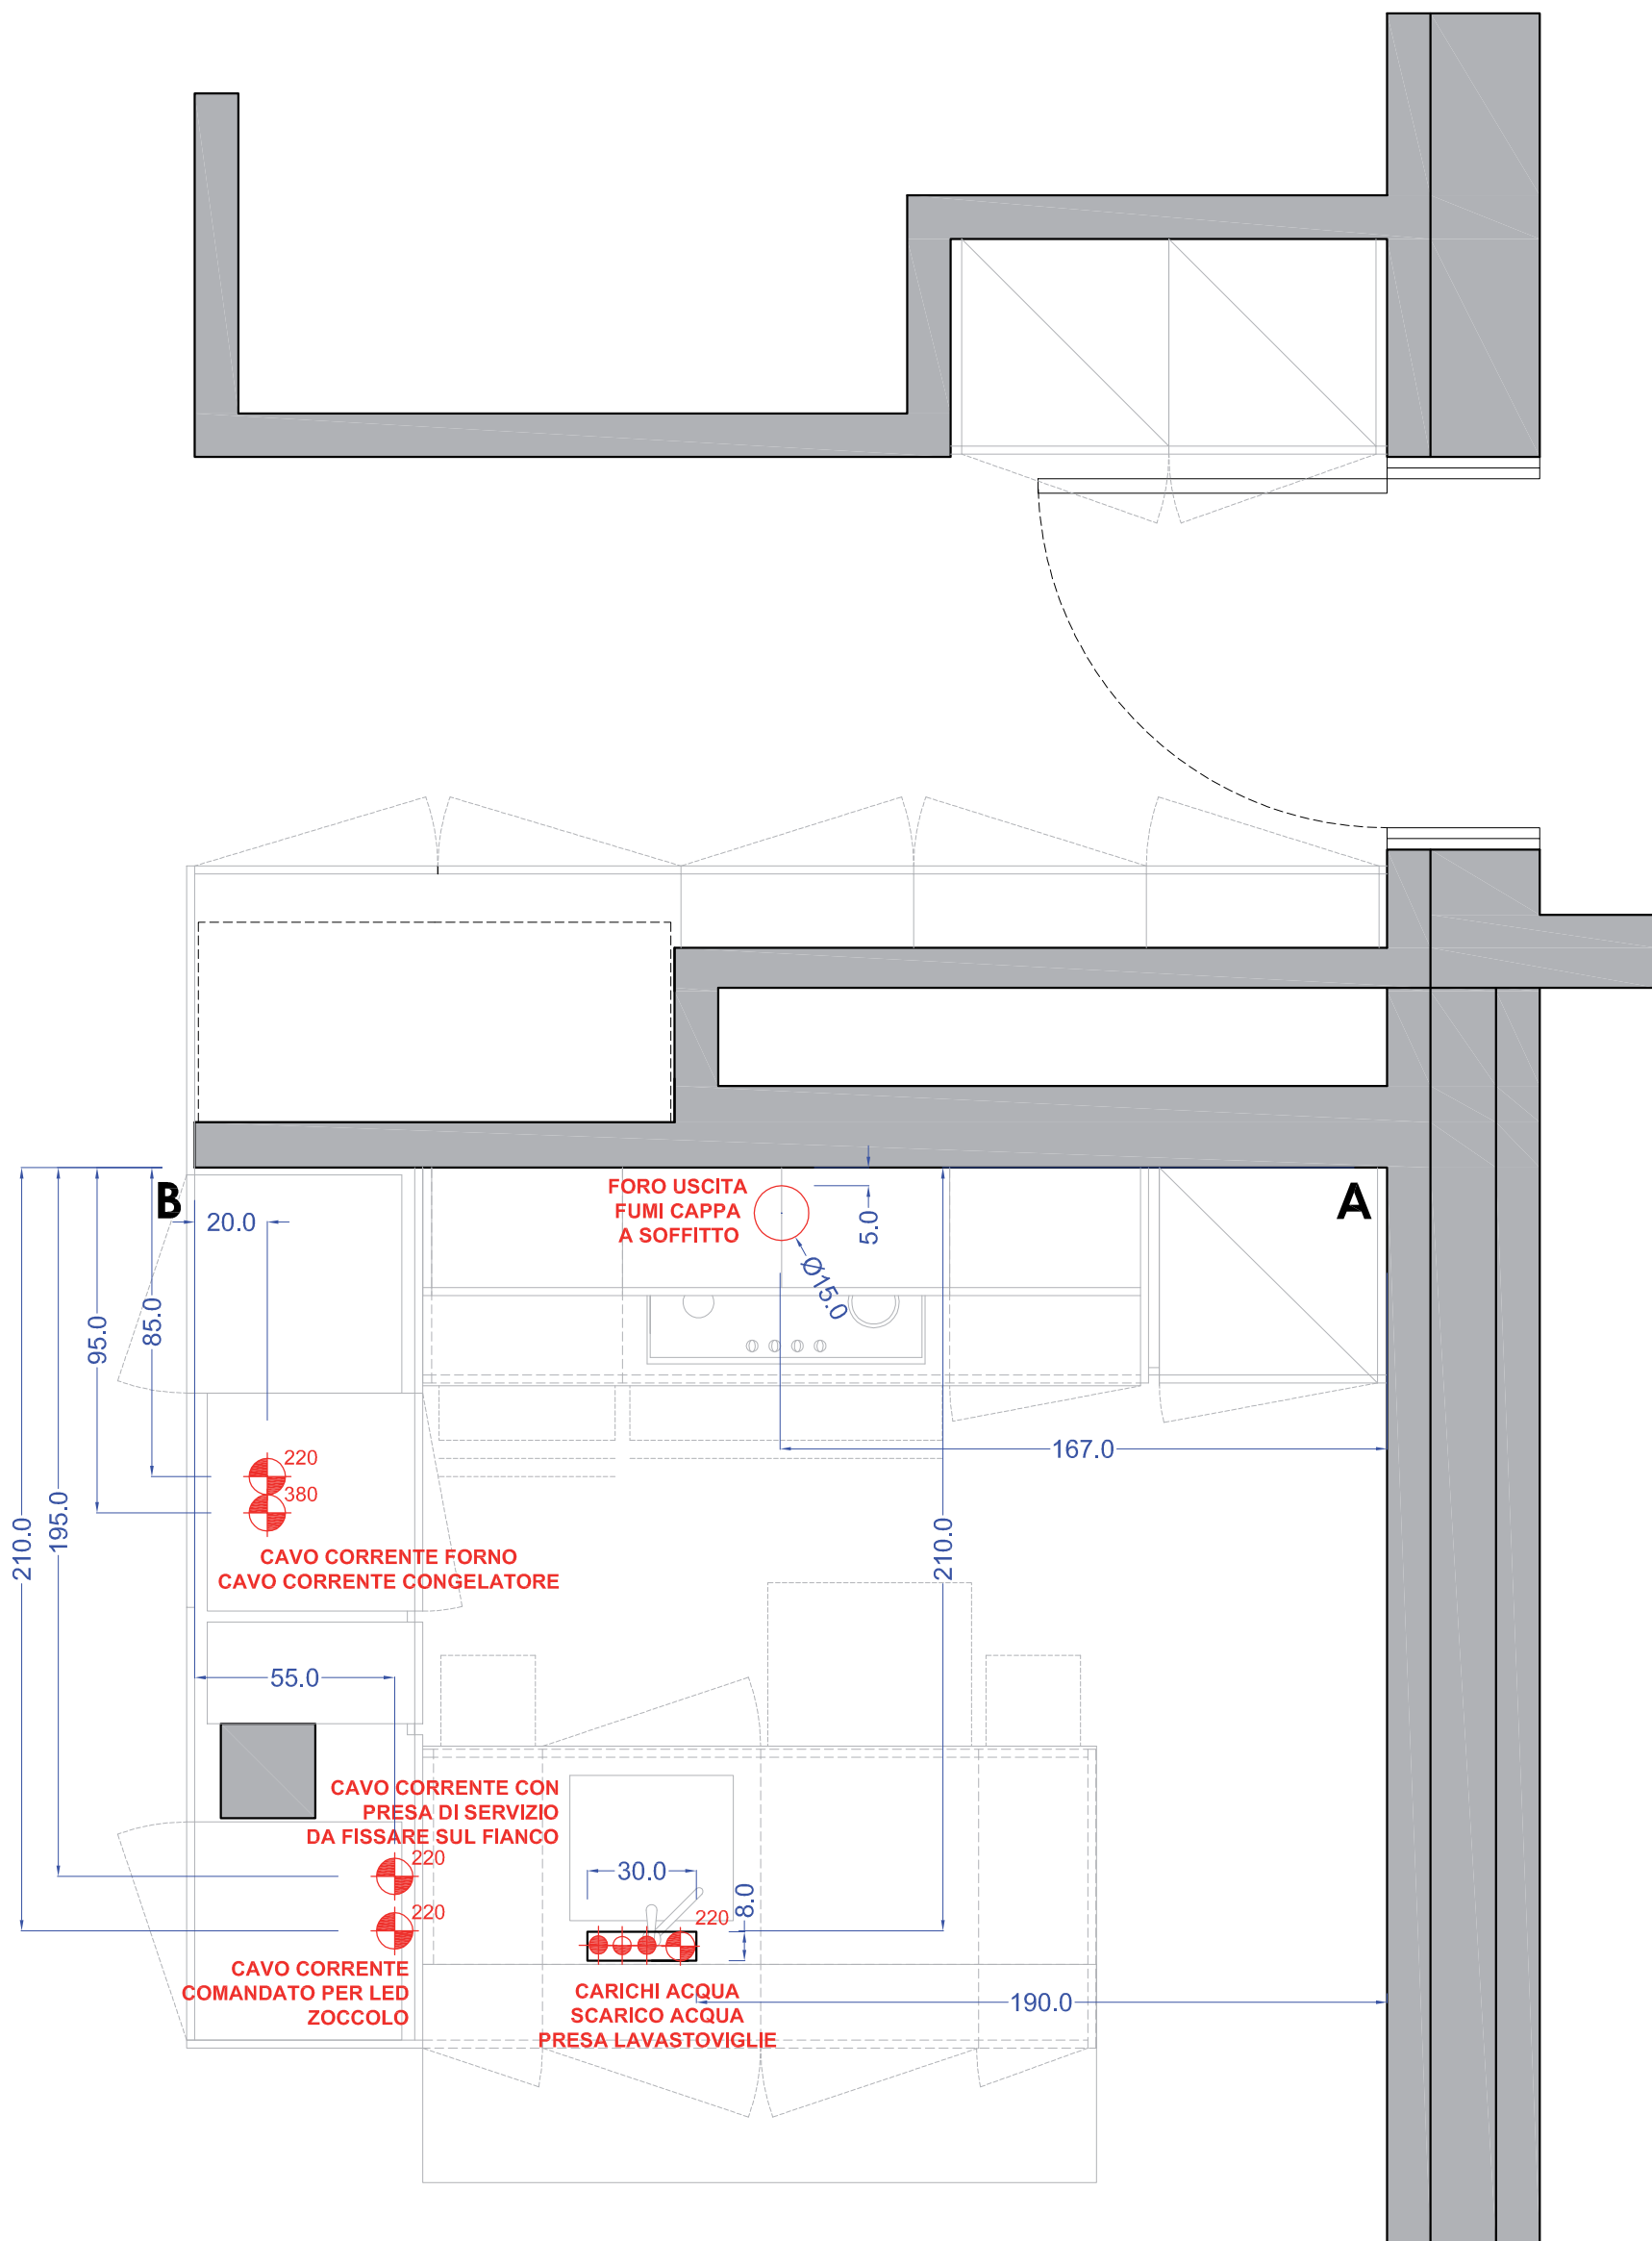 B
A
FORO USCITA
FUMI CAPPA
A SOFFITTO
20.0
5.0
Ø15.0
85.0
95.0
167.0
220
380
195.0
210.0
210.0
CAVO CORRENTE FORNO
CAVO CORRENTE CONGELATORE
55.0
CAVO CORRENTE CON
PRESA DI SERVIZIO
DA FISSARE SUL FIANCO
220
30.0
8.0
220
220
CAVO CORRENTE
COMANDATO PER LED
ZOCCOLO
CARICHI ACQUA
SCARICO ACQUA
PRESA LAVASTOVIGLIE
190.0